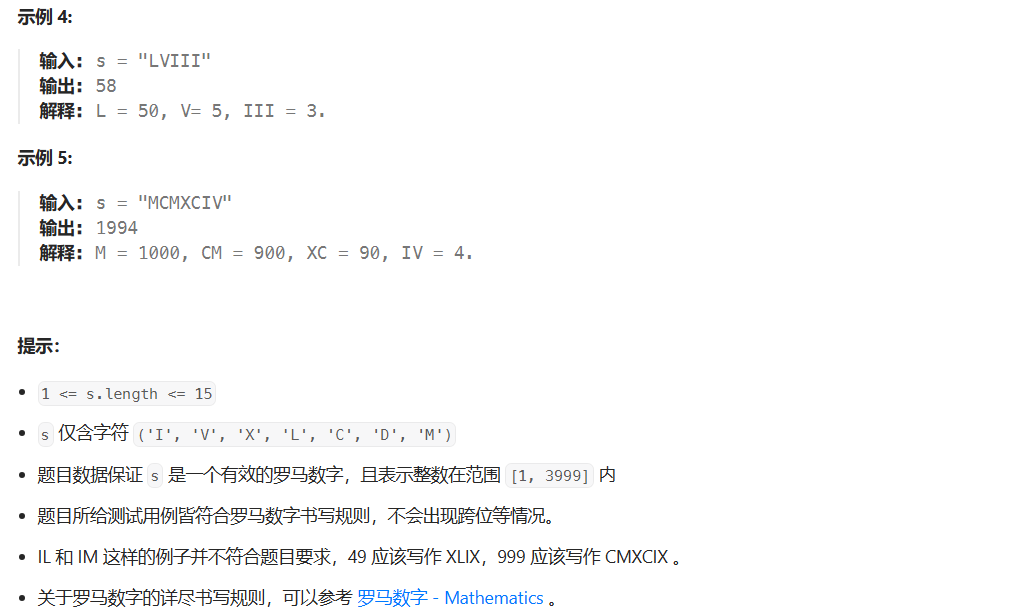 示例 4:
输入: s = "LVIII"
输出: 58
解释: L = 50, V= 5, III = 3.
示例 5:
输入: s = "MCMXCIV"
输出: 1994
解释: M = 1000, CM = 900, XC = 90, IV = 4.
提示:
• 1 <= s.length <= 15
• s 仅含字符 ('I', 'V', 'X', 'L', 'C', 'D', 'M')
• 题目数据保证 s 是一个有效的罗马数字，且表示整数在范围 [1, 3999] 内
• 题目所给测试用例皆符合罗马数字书写规则，不会出现跨位等情况。
• IL 和 IM 这样的例子并不符合题目要求，49 应该写作 XLIX，999 应该写作 CMXCIX 。
• 关于罗马数字的详尽书写规则，可以参考 罗马数字 - Mathematics 。